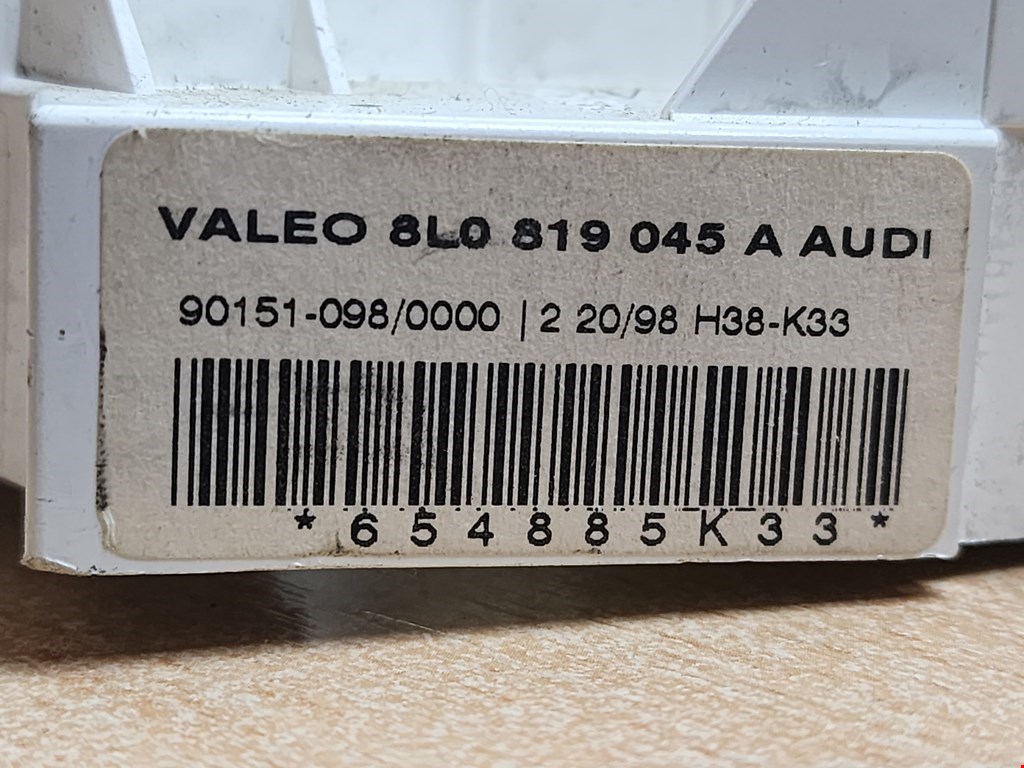 VALEO 8L0 819 045 A AUDI
90151-098/0000 | 2 20/98 H38-K33
*654885K33*